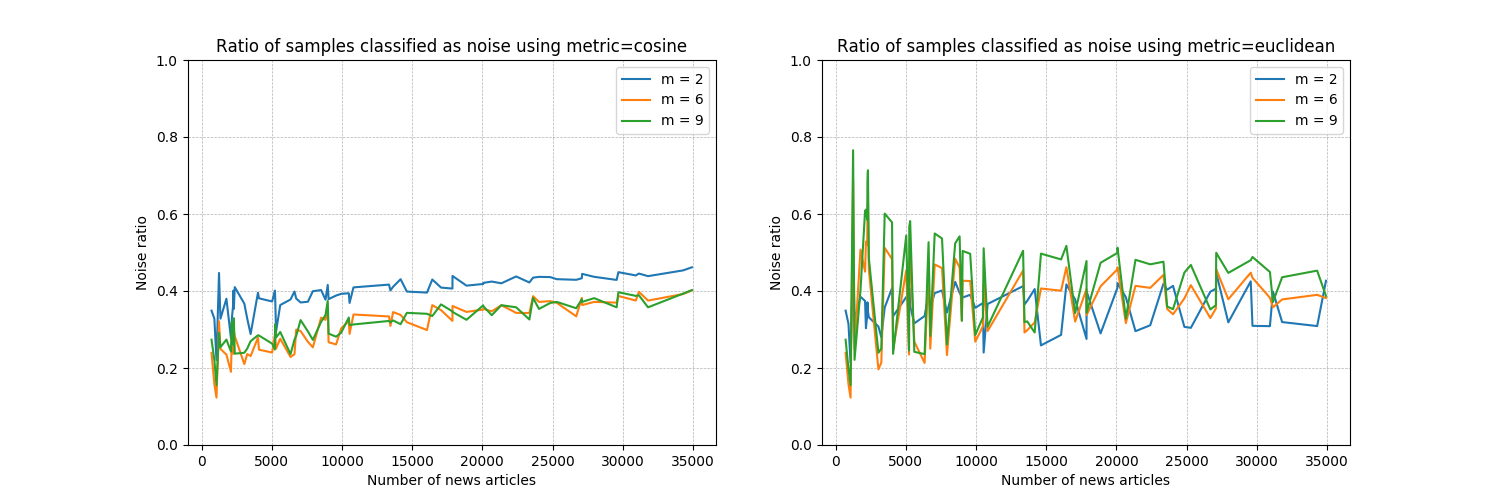 Ratio of samples classified as noise using metric=cosine
1.0
0.8
0.6
0.4
0.2
0.0
Noise ratio
m = 2
m = 6
m = 9
0 5000 10000 15000 20000 25000 30000 35000
Number of news articles
Ratio of samples classified as noise using metric=euclidean
1.0
0.8
0.6
0.4
0.2
0.0
Noise ratio
m = 2
m = 6
m = 9
0 5000 10000 15000 20000 25000 30000 35000
Number of news articles